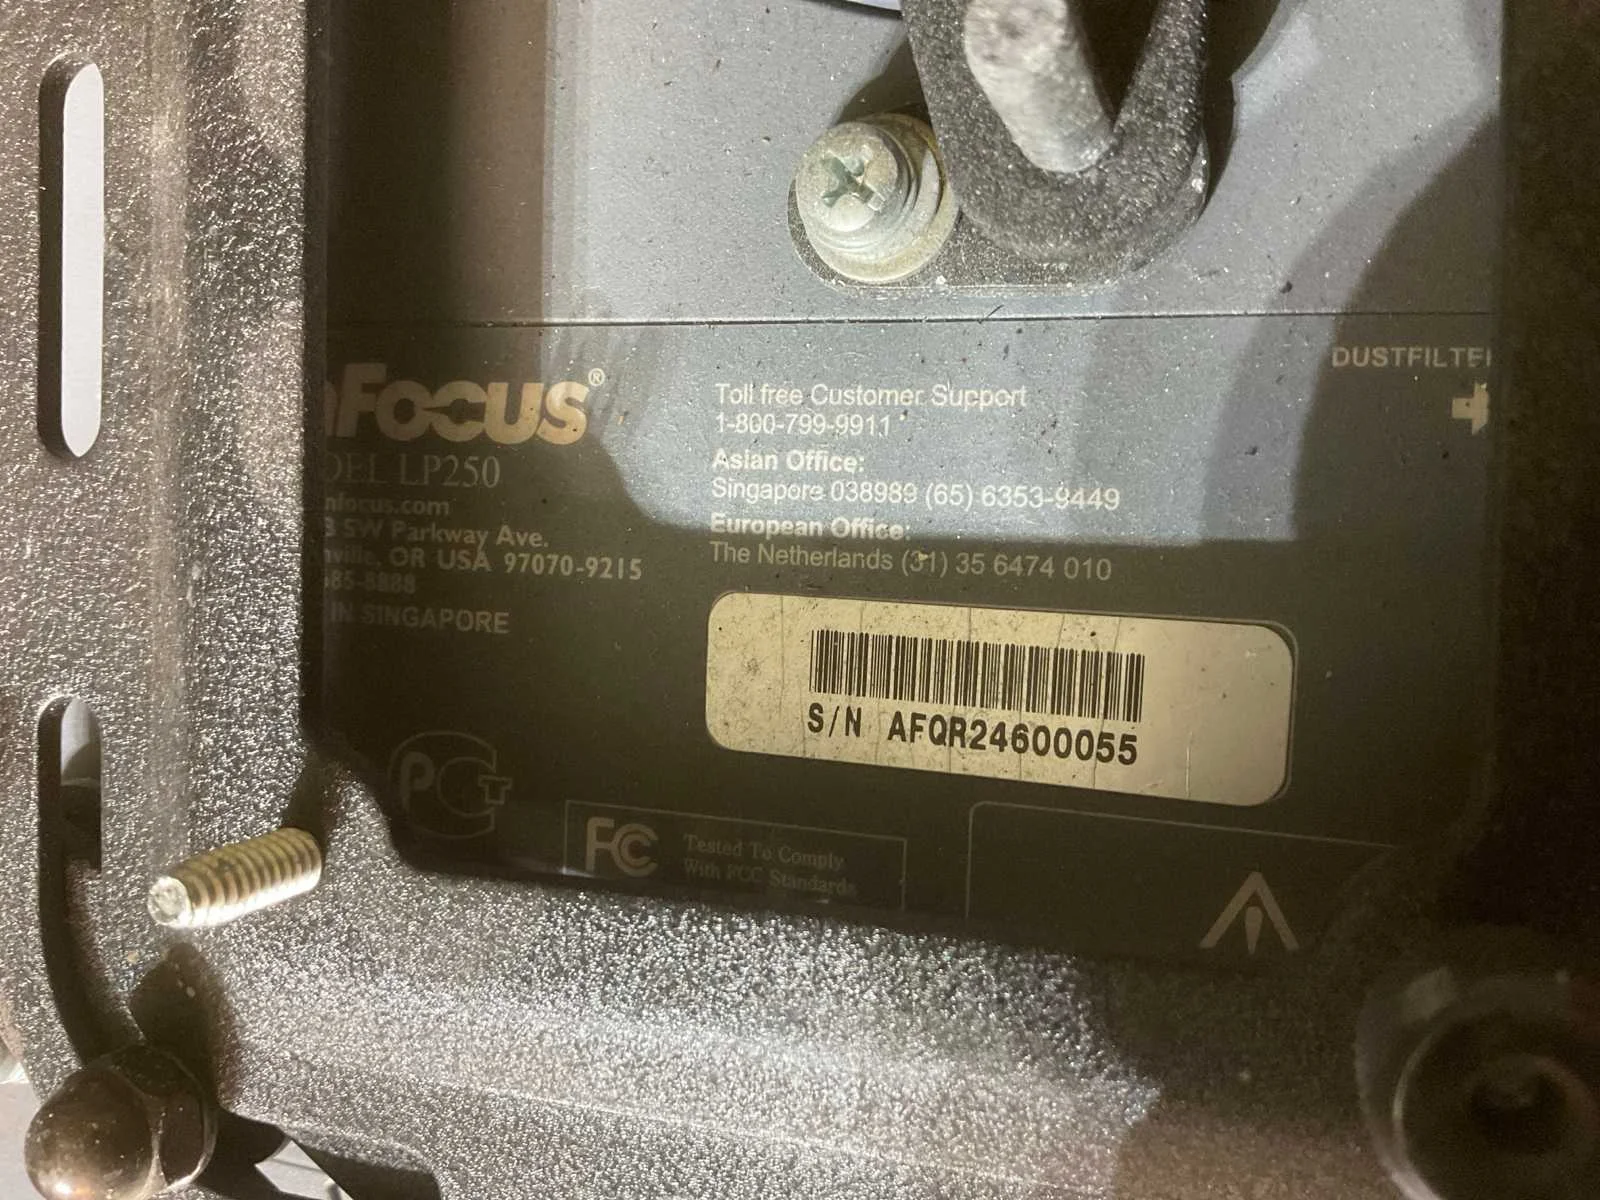 nFocus®
DEL LP250
nfocus.com
3 SW Parkway Ave.
nville, OR USA 97070-9215
685-8888
IN SINGAPORE
Toll free Customer Support
1-800-799-9911
Asian Office:
Singapore 038989 (65) 6353-9449
European Office:
The Netherlands (31) 35 6474 010
DUSTFILTE
S/N AFQR24600055
PCT
FC Tested To Comply
With FCC Standards